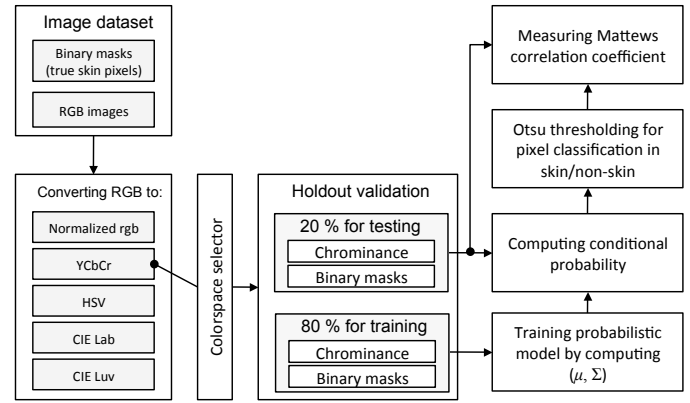 Image dataset
Binary masks
(true skin pixels)
RGB images
Converting RGB to:
Normalized rgb
YCbCr
HSV
CIE Lab
CIE Luv
Colorspace selector
Holdout validation
20 % for testing
Chrominance
Binary masks
80 % for training
Chrominance
Binary masks
Measuring Mattews
correlation coefficient
Otsu thresholding for
pixel classification in
skin/non-skin
Computing conditional
probability
Training probabilistic
model by computing
(μ, Σ)